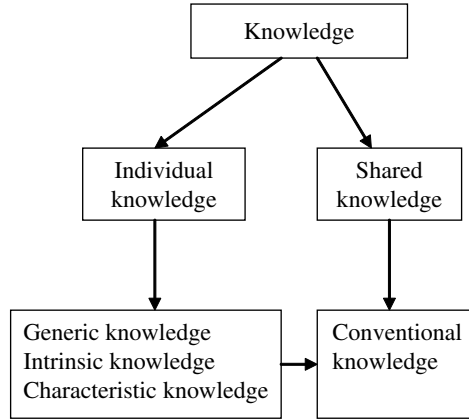 Knowledge
Individual
knowledge
Shared
knowledge
Generic knowledge
Intrinsic knowledge
Characteristic knowledge
Conventional
knowledge